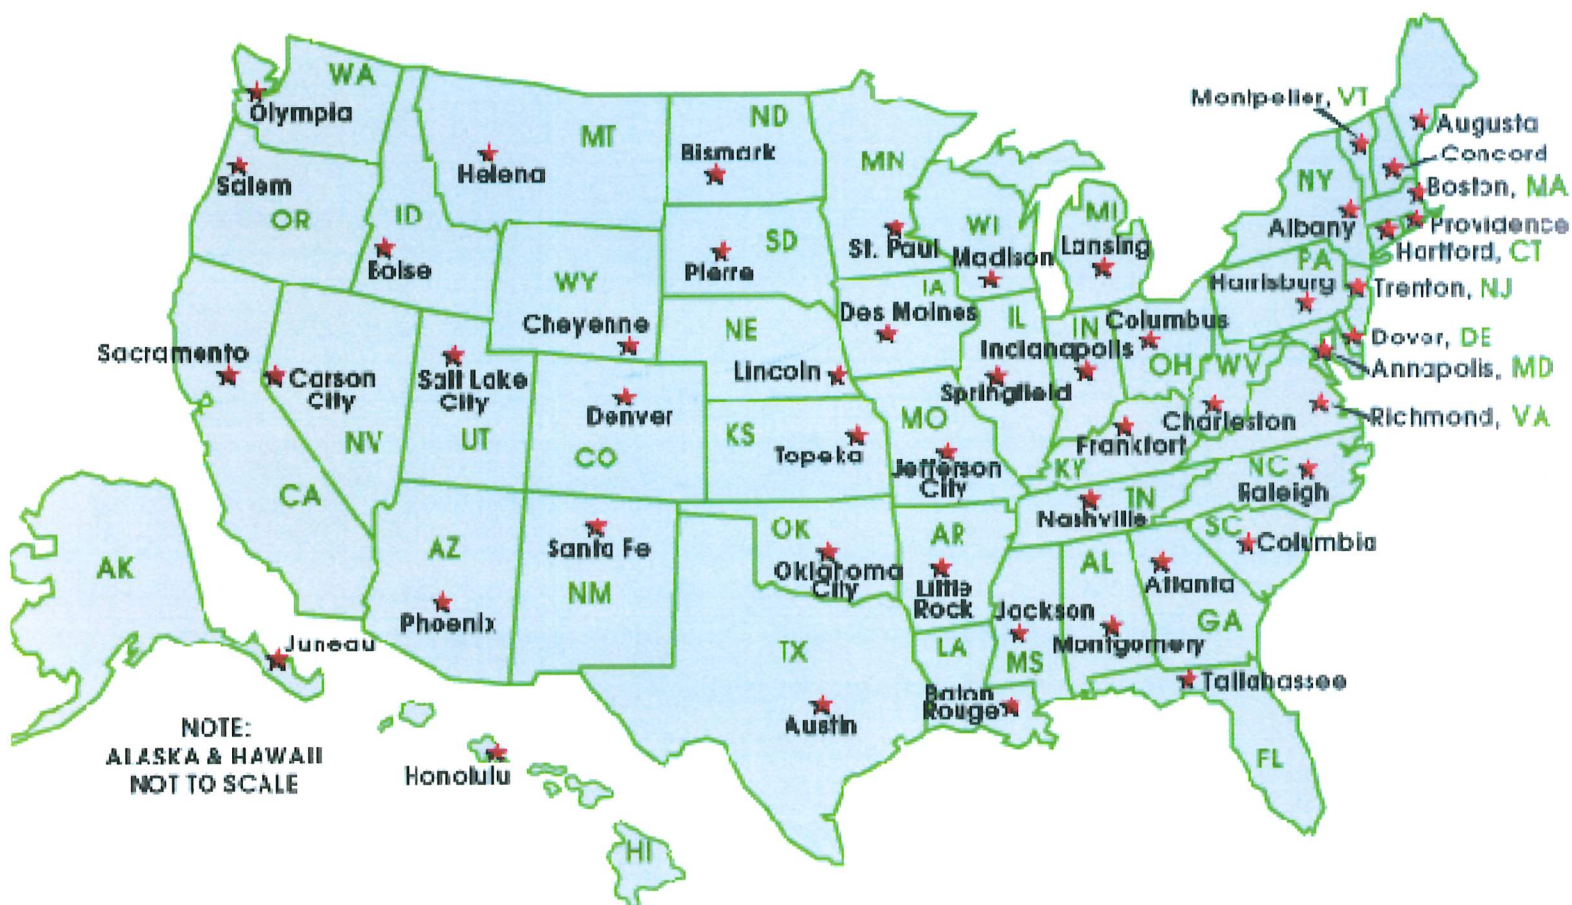 WA
Olympia
Salem
OR
ID
Boise
MT
Helena
ND
Bismark
SD
Pierre
WY
Cheyenne
NE
Lincoln
MN
St. Paul
WI
Madison
MI
Lansing
IA
Des Moines
IL
Springfield
IN
Indianapolis
Columbus
OH
WV
Charleston
Montpelier, VT
Augusta
Concord
Boston, MA
Providence
Hartford, CT
NY
Albany
PA
Harrisburg
Trenton, NJ
Dover, DE
Annapolis, MD
Richmond, VA
Sacramento
CA
Carson
City
NV
Salt Lake
City
UT
Denver
CO
KS
Topeka
MO
Jefferson
City
KY
Frankfort
TN
Nashville
NC
Raleigh
SC
Columbia
AZ
Phoenix
Santa Fe
NM
OK
Oklahoma
City
AR
Little
Rock
AL
Montgomery
Atlanta
GA
Jackson
MS
LA
Baton
Rouge
TX
Austin
Tallahassee
FL
AK
Juneau
NOTE:
ALASKA & HAWAII
NOT TO SCALE
Honolulu
HI